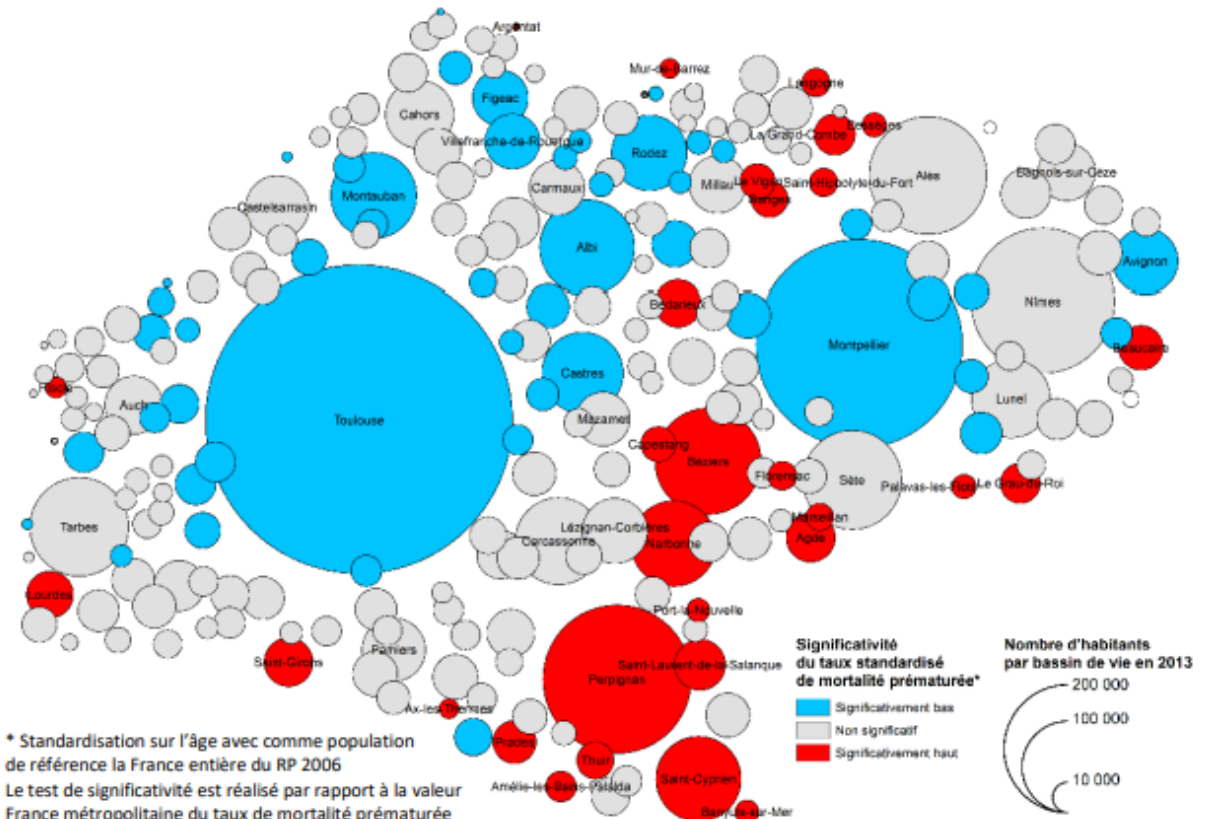 Argentat
Mur-de-Barrez
Langogne
Figeac
Cahors
La Grand-Combe
Bessèges
Villefranche-de-Rouergue
Rodez
Bagnols-sur-Cèze
Montauban
Carmaux
Millau
Le Vigan
Saint-Hippolyte-du-Fort
Alès
Ganges
Castelsarrasin
Albi
Avignon
Bédarieux
Nîmes
Montpellier
Beaucaire
Castres
Auch
Lunel
Toulouse
Mazamet
Capestang
Béziers
Florensac
Sète
Palavas-les-Flots
Le Grau-du-Roi
Tarbes
Lézignan-Corbières
Marseillan
Carcassonne
Narbonne
Agde
Lourdes
Port-la-Nouvelle
Saint-Girons
Pamiers
Saint-Laurent-de-la-Salanque
Perpignan
Ax-les-Thermes
Prades
Thuir
Saint-Cyprien
Amélie-les-Bains-Palalda
Banyuls-sur-Mer
Significativité
du taux standardisé
de mortalité prématurée*
Significativement bas
Non significatif
Significativement haut
Nombre d'habitants
par bassin de vie en 2013
200 000
100 000
10 000
* Standardisation sur l'âge avec comme population
de référence la France entière du RP 2006
Le test de significativité est réalisé par rapport à la valeur
France métropolitaine du taux de mortalité prématurée